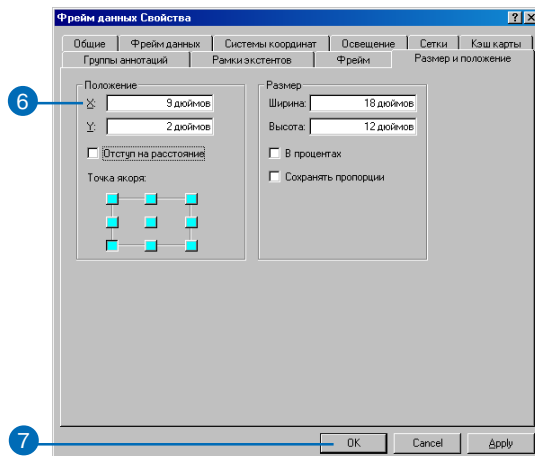 Фрейм данных Свойства
Общие Фрейм данных Системы координат Освещение Сетки Кэш карты
Группы аннотаций Рамки экстентов Фрейм Размер и положение
Положение Размер
6 X: 9 дюймов Ширина: 18 дюймов
Y: 2 дюймов Высота: 12 дюймов
Отступ на расстояние В процентах
Точка якоря: Сохранять пропорции
7 OK Cancel Apply